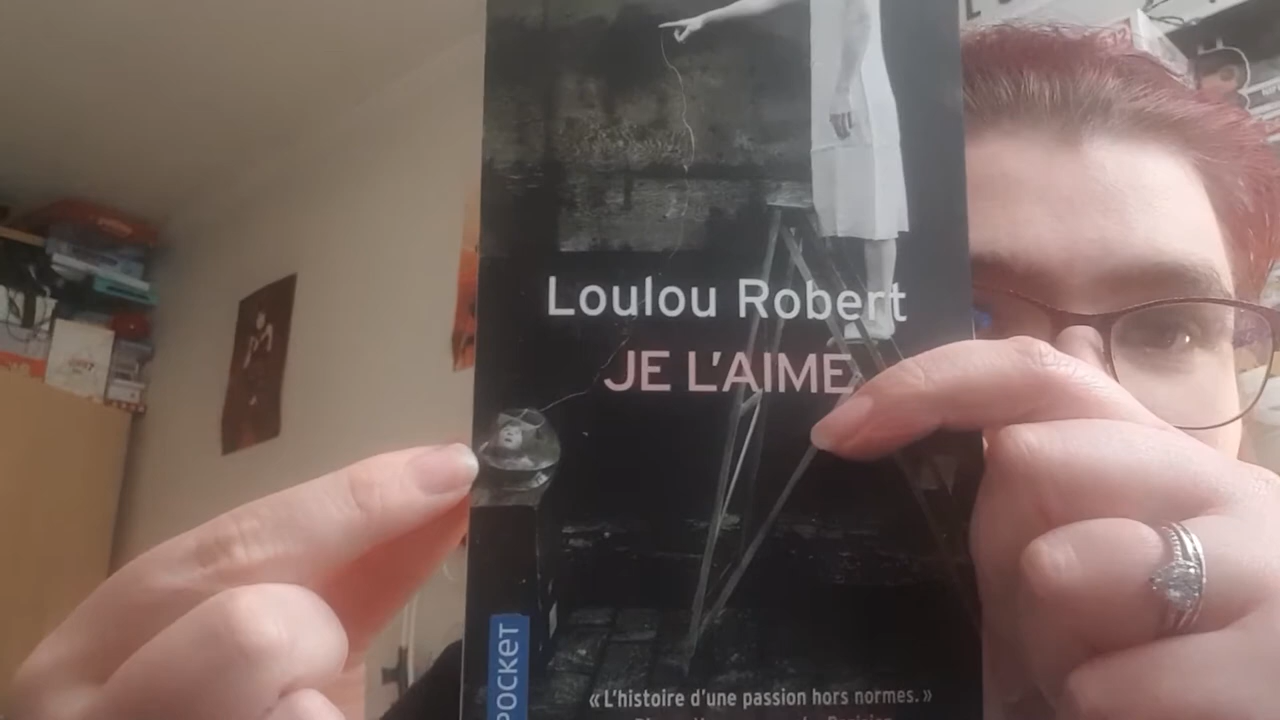 Loulou Robert
JE L'AIME
« L'histoire d'une passion hors normes. »
POCKET